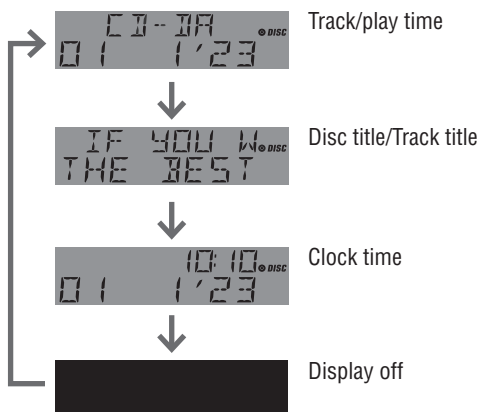 CD-DA
DISC
01 1'23
Track/play time
IF YOU W
DISC
THE BEST
Disc title/Track title
10:10
DISC
01 1'23
Clock time
Display off